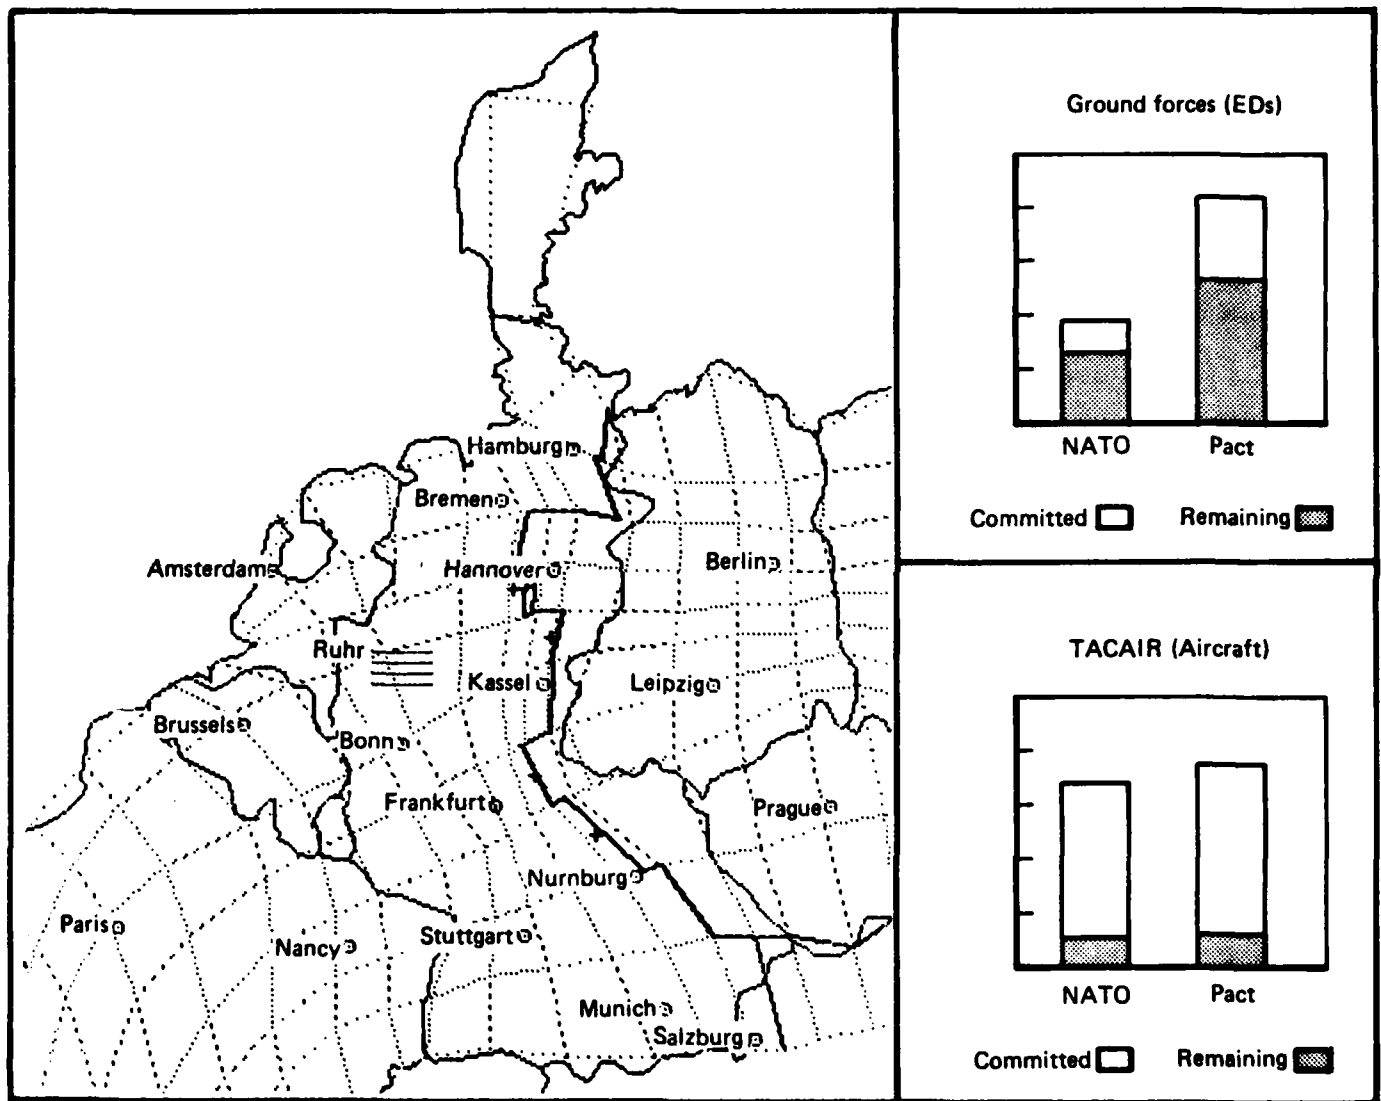 Hamburg
Bremen
Amsterdam
Hannover
Berlin
Ruhr
Kassel
Leipzig
Brussels
Bonn
Frankfurt
Prague
Nurnburg
Paris
Nancy
Stuttgart
Munich
Salzburg
Ground forces (EDs)
NATO Pact
Committed Remaining
TACAIR (Aircraft)
NATO Pact
Committed Remaining